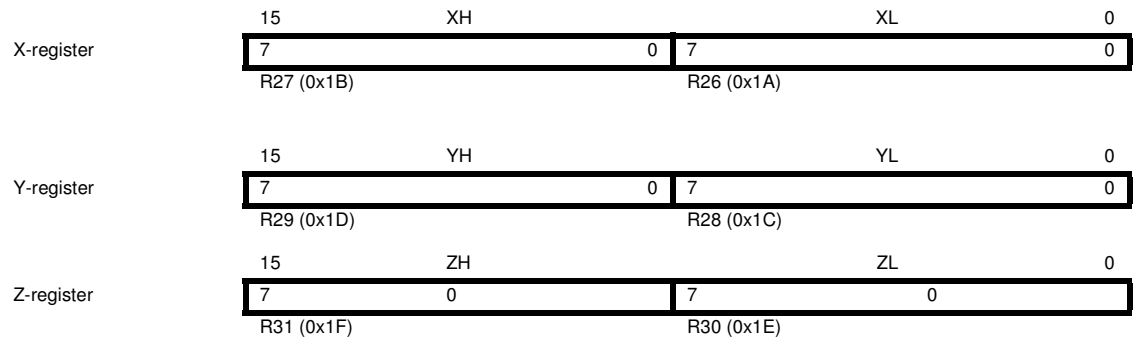 15 XH XL 0
X-register 7 0 7 0
R27 (0x1B) R26 (0x1A)
15 YH YL 0
Y-register 7 0 7 0
R29 (0x1D) R28 (0x1C)
15 ZH ZL 0
Z-register 7 0 7 0
R31 (0x1F) R30 (0x1E)